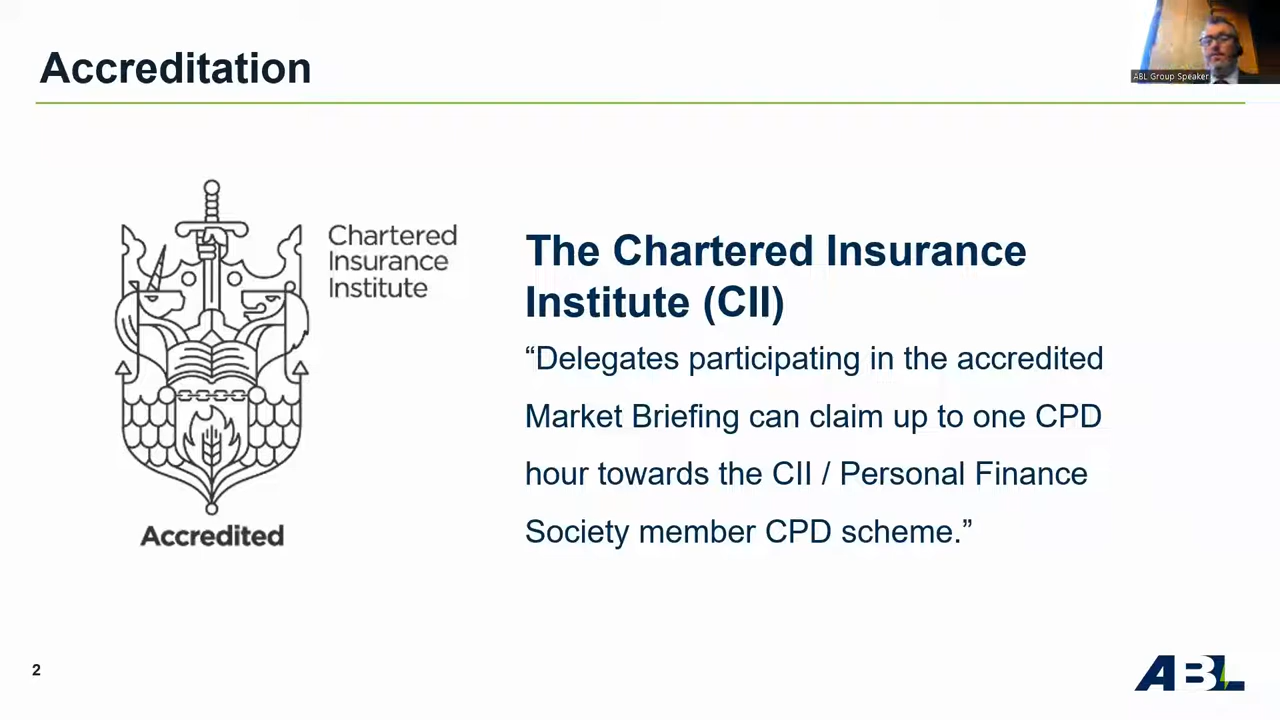 Accreditation
ABL Group Speaker
Chartered
Insurance
Institute
Accredited
The Chartered Insurance
Institute (CII)
“Delegates participating in the accredited
Market Briefing can claim up to one CPD
hour towards the CII / Personal Finance
Society member CPD scheme.”
2
ABL